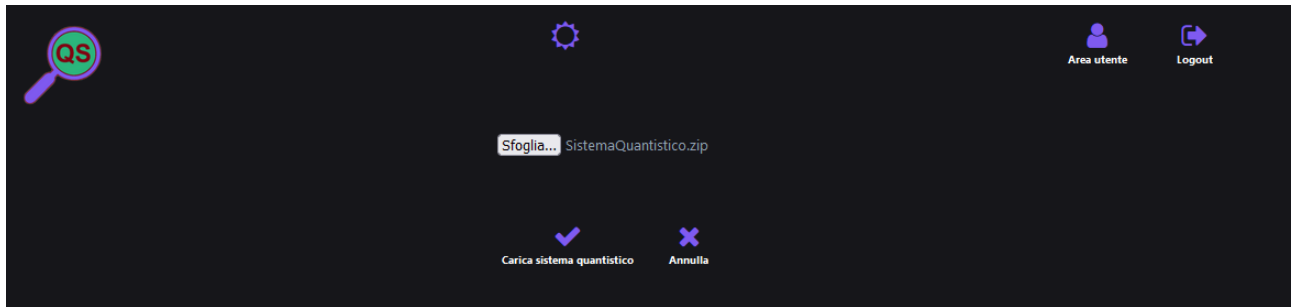 QS
Area utente
Logout
Sfoglia... SistemaQuantistico.zip
Carica sistema quantistico
Annulla